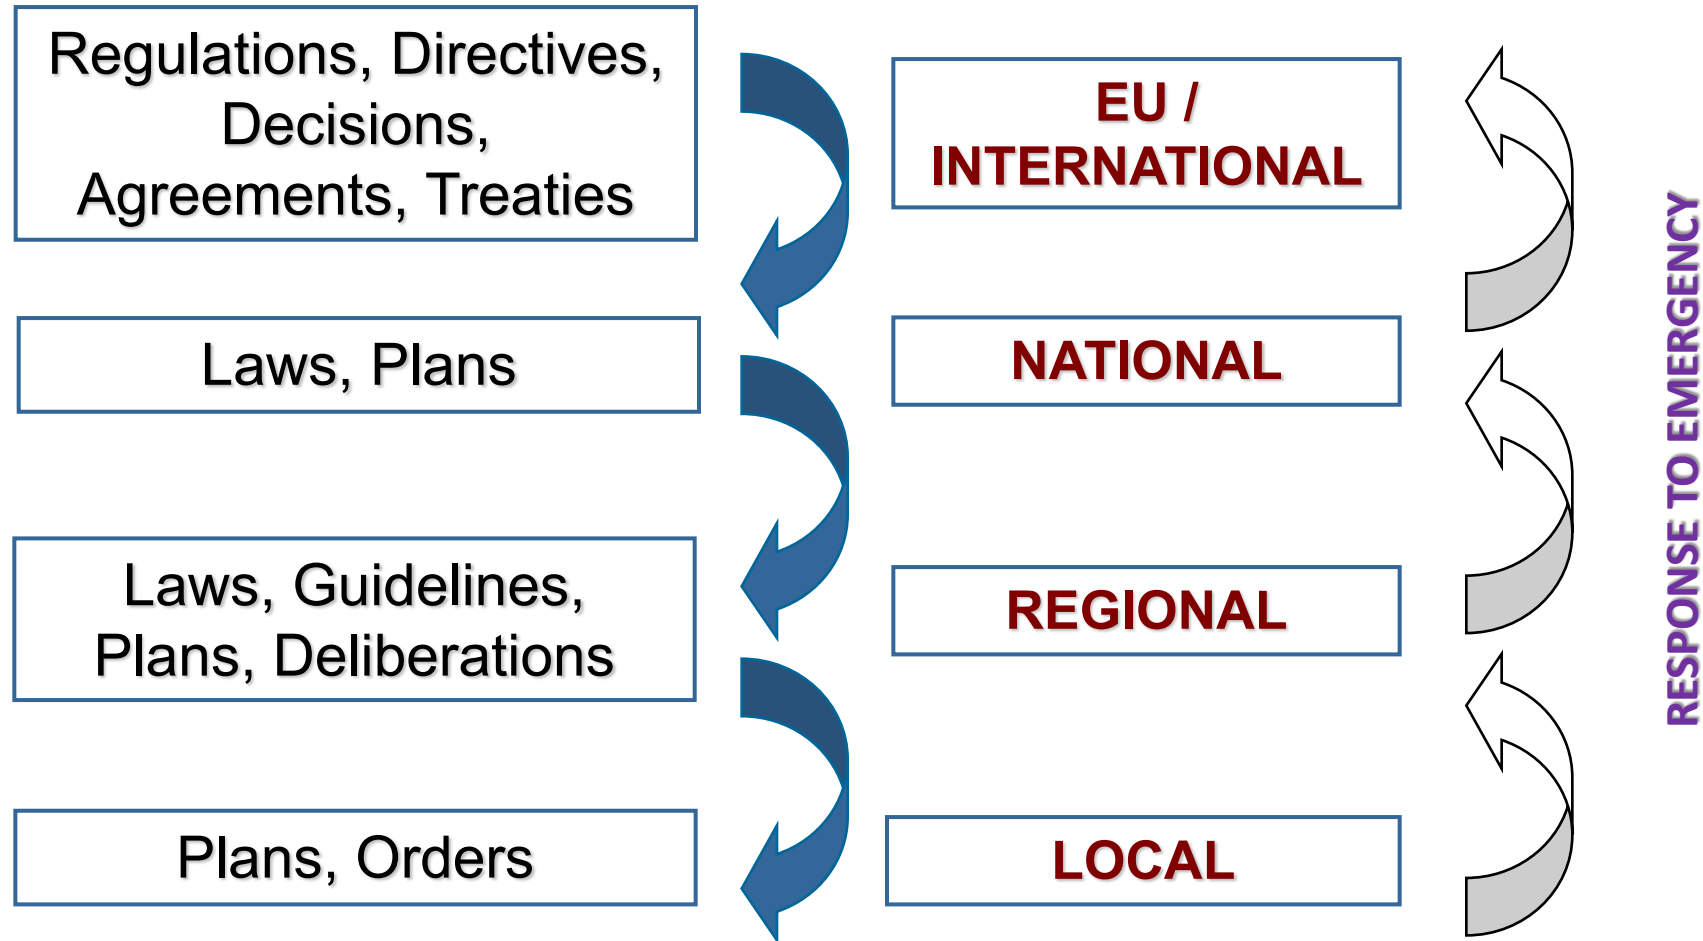 Regulations, Directives,
Decisions,
Agreements, Treaties
EU /
INTERNATIONAL
Laws, Plans
NATIONAL
Laws, Guidelines,
Plans, Deliberations
REGIONAL
Plans, Orders
LOCAL
RESPONSE TO EMERGENCY